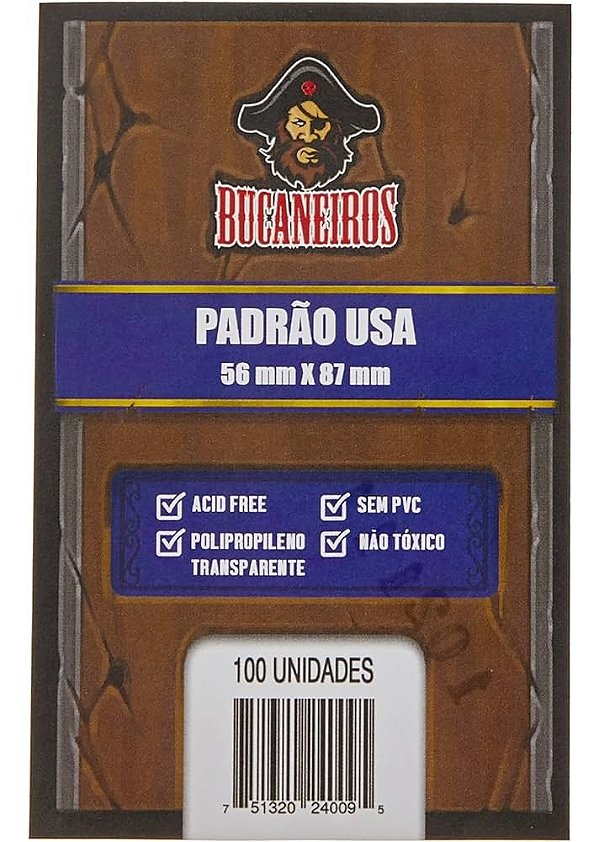 BUCANEIROS
PADRÃO USA
56 mm X 87 mm
ACID FREE
SEM PVC
POLIPROPILENO
TRANSPARENTE
NÃO TÓXICO
100 UNIDADES
7 51320 24009 5